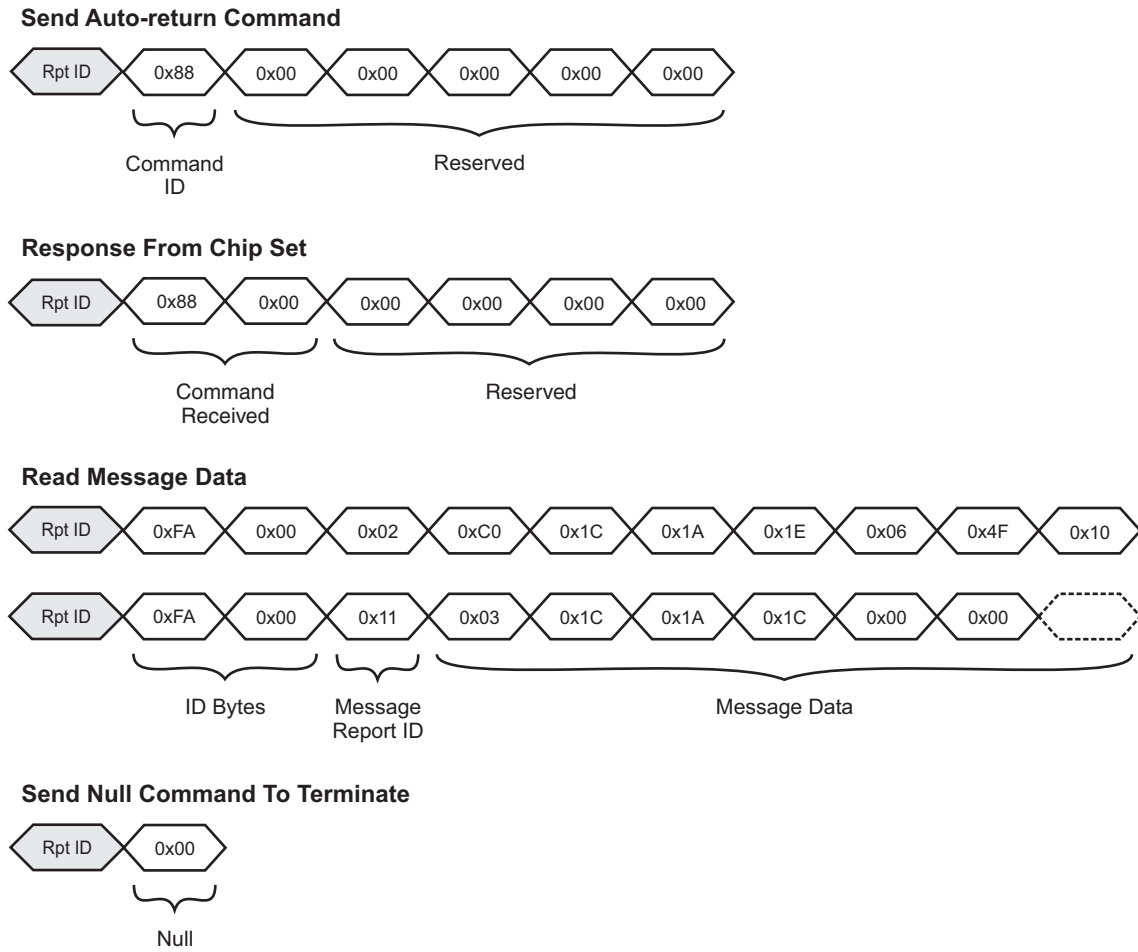 Send Auto-return Command
Rpt ID 0x88 0x00 0x00 0x00 0x00 0x00
Command
ID
Reserved
Response From Chip Set
Rpt ID 0x88 0x00 0x00 0x00 0x00 0x00
Command
Received
Reserved
Read Message Data
Rpt ID 0xFA 0x00 0x02 0xC0 0x1C 0x1A 0x1E 0x06 0x4F 0x10
Rpt ID 0xFA 0x00 0x11 0x03 0x1C 0x1A 0x1C 0x00 0x00
ID Bytes
Message
Report ID
Message Data
Send Null Command To Terminate
Rpt ID 0x00
Null